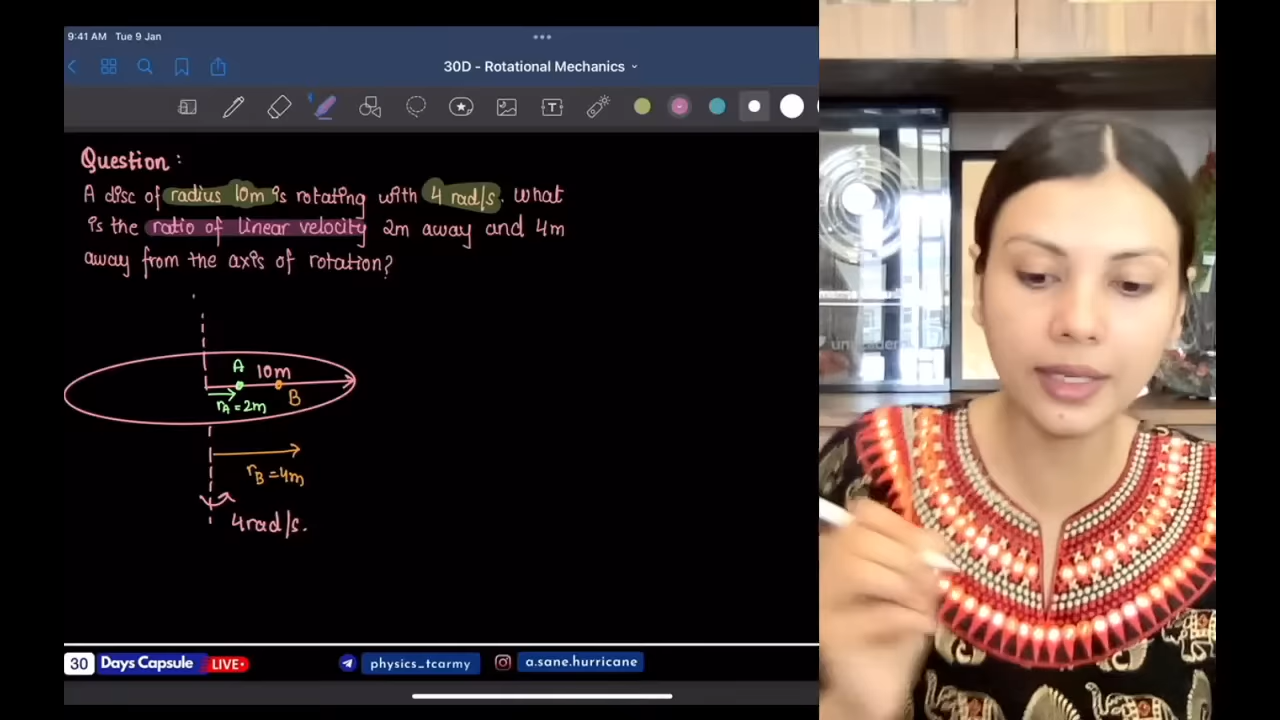 9:41 AM Tue 9 Jan
30D - Rotational Mechanics
Question:
A disc of radius 10m is rotating with 4 rad/s. What
is the ratio of linear velocity 2m away and 4m
away from the axis of rotation?
A 10m
B
rA = 2m
rB = 4m
4 rad/s.
30 Days Capsule LIVE physics_tcarmy a.sane.hurricane